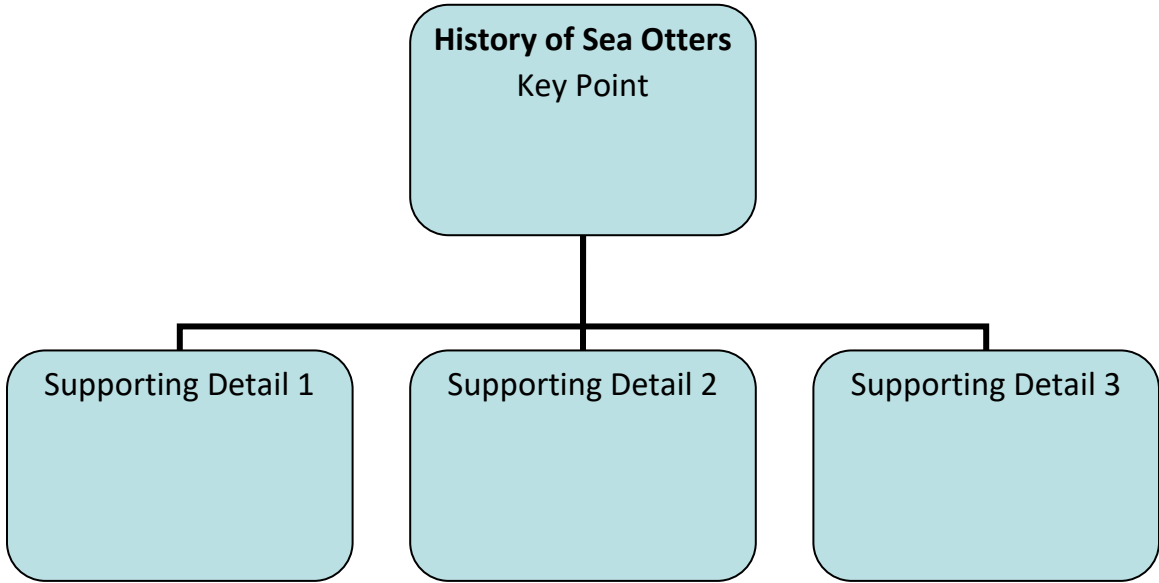 History of Sea Otters
Key Point
Supporting Detail 1
Supporting Detail 2
Supporting Detail 3